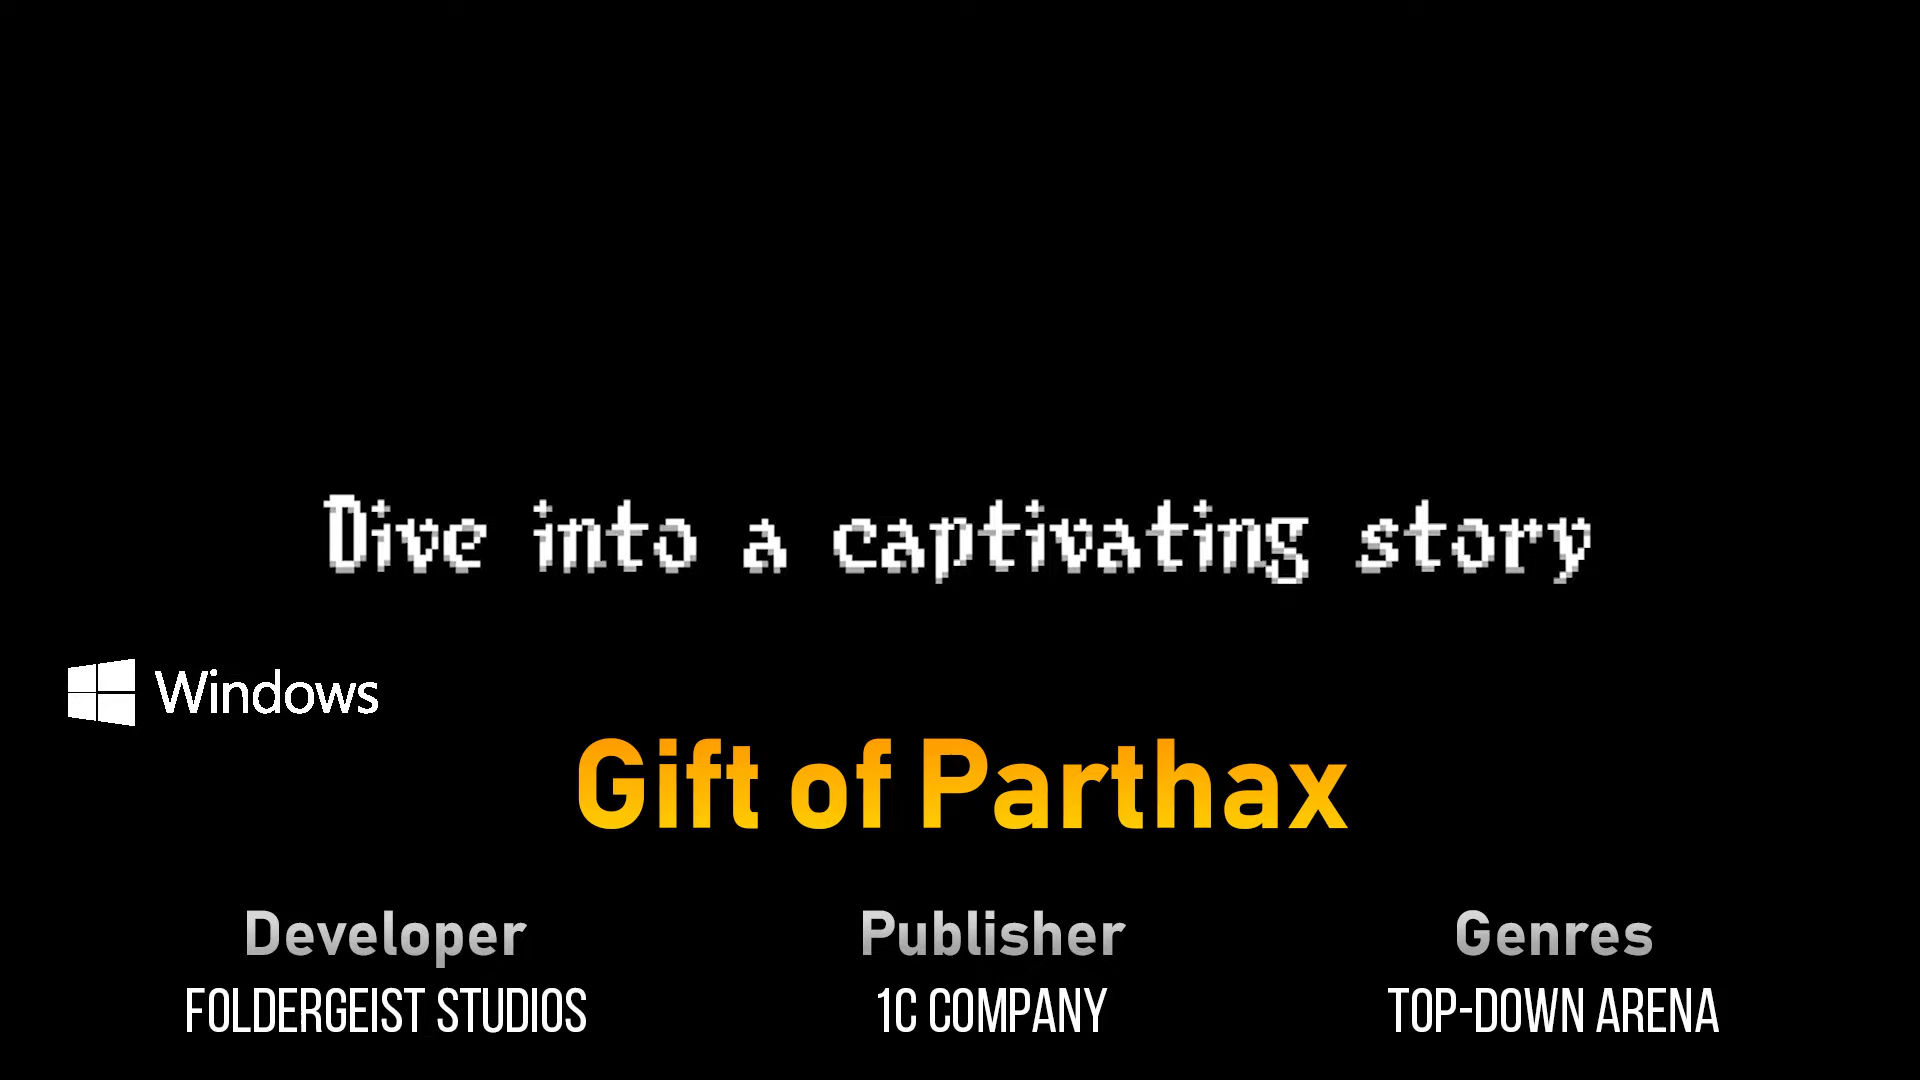 Dive into a captivating story
Windows
Gift of Parthax
Developer
FOLDERGEIST STUDIOS
Publisher
1C COMPANY
Genres
TOP-DOWN ARENA